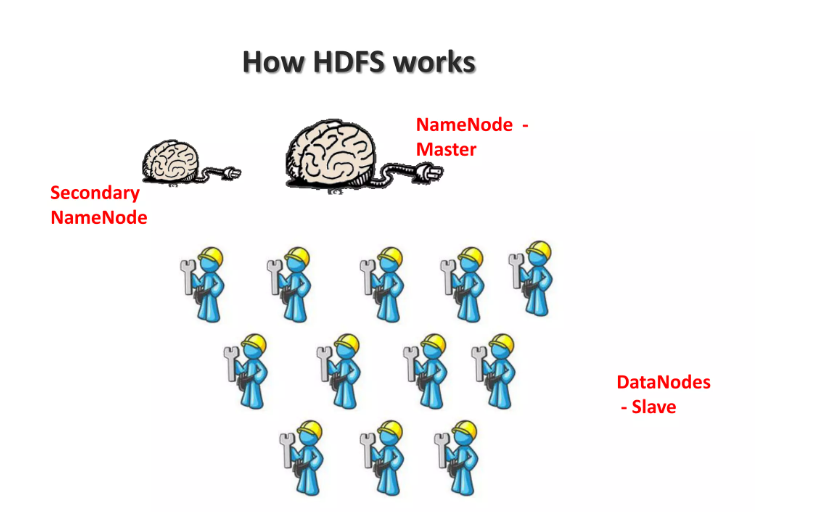 How HDFS works
NameNode -
Master
Secondary
NameNode
DataNodes
- Slave